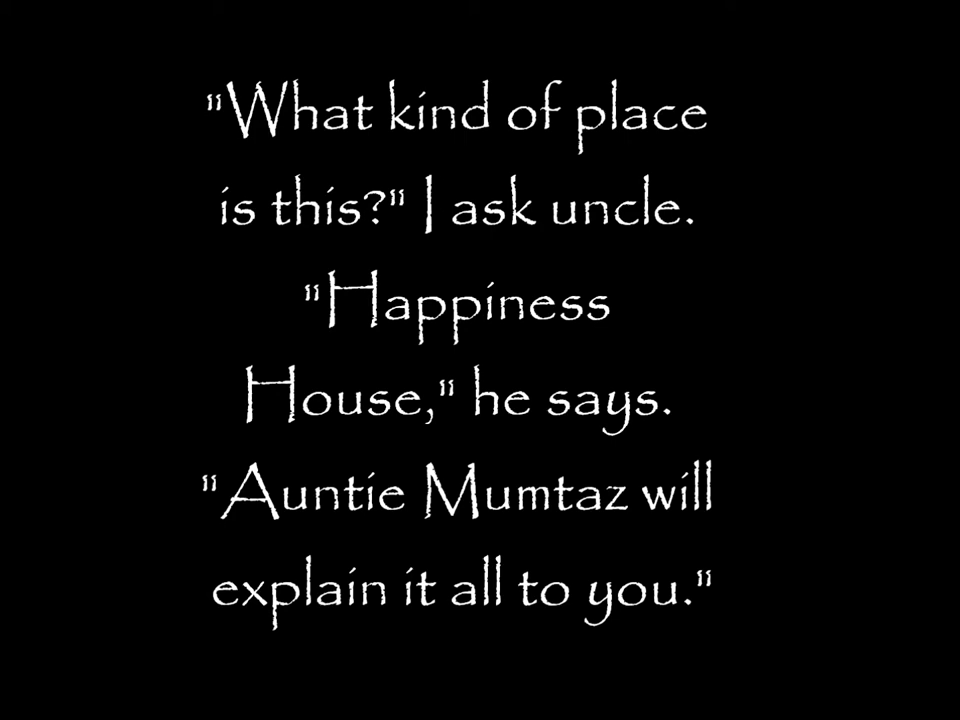 "What kind of place
is this?" I ask uncle.
"Happiness
House," he says.
"Auntie Mumtaz will
explain it all to you."